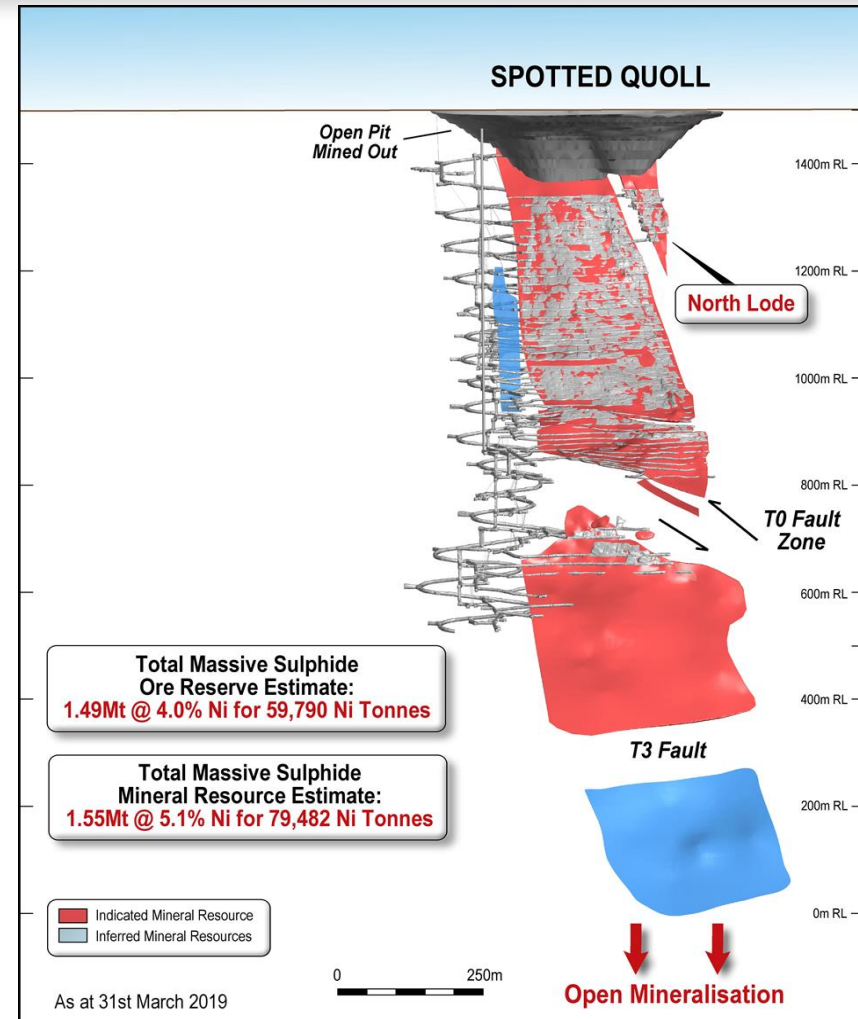 SPOTTED QUOLL
Open Pit
Mined Out
1400m RL
1200m RL
North Lode
1000m RL
800m RL
T0 Fault
Zone
600m RL
Total Massive Sulphide
Ore Reserve Estimate:
1.49Mt @ 4.0% Ni for 59,790 Ni Tonnes
400m RL
T3 Fault
Total Massive Sulphide
Mineral Resource Estimate:
1.55Mt @ 5.1% Ni for 79,482 Ni Tonnes
200m RL
Indicated Mineral Resource
Inferred Mineral Resources
0m RL
0 250m
Open Mineralisation
As at 31st March 2019